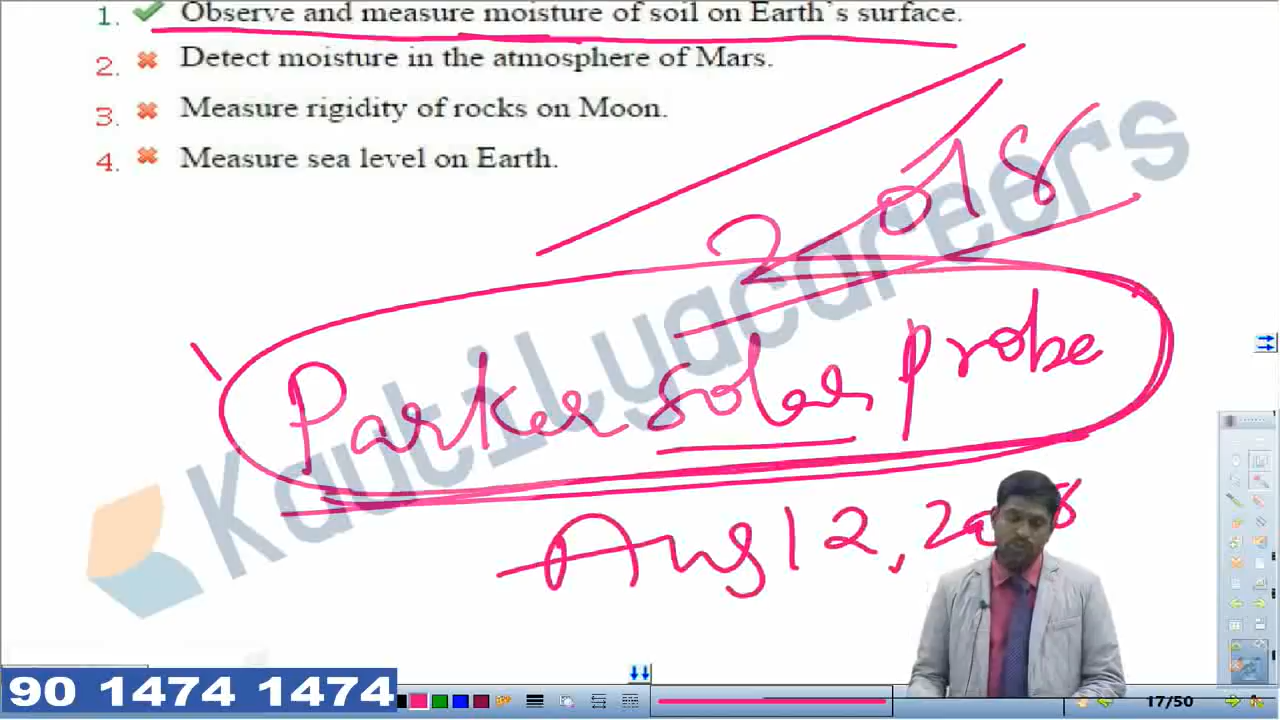 1. Observe and measure moisture of soil on Earth`s surface.
2. Detect moisture in the atmosphere of Mars.
3. Measure rigidity of rocks on Moon.
4. Measure sea level on Earth.
2018
Kautilyacareers
Parker solar probe
Aug 12, 2018
90 1474 1474
17/50